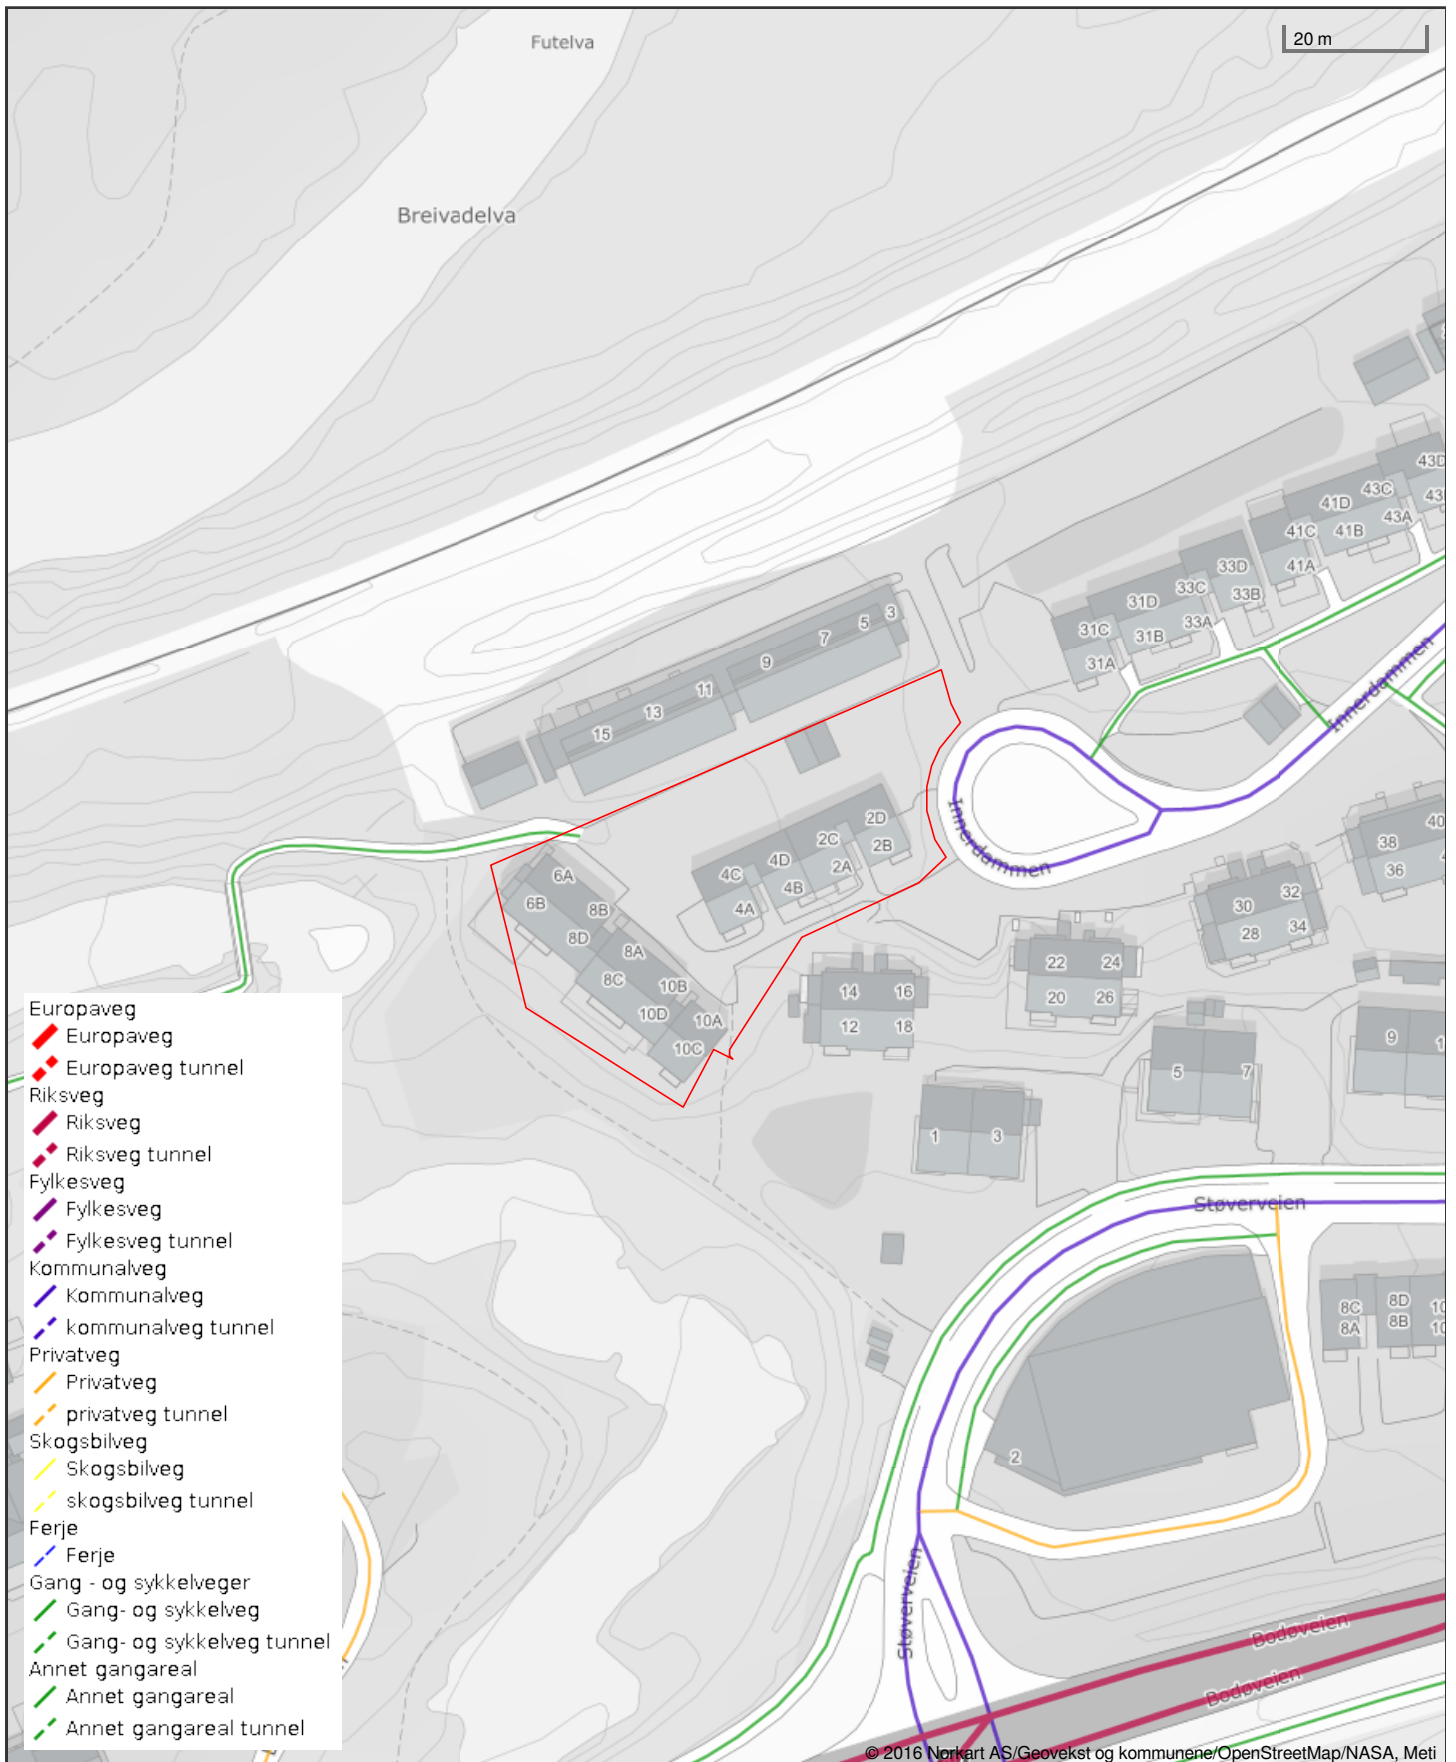 Futelva
20 m
Breivadelva
43D
43C
41D
43A
41C
41B
41A
33D
33C
33B
31D
33A
31C
31B
31A
3
5
7
9
11
13
15
Innerdammen
Innerdammen
2D
2C
2B
4D
2A
4C
4B
4A
6A
6B
8B
8D
8A
8C
10B
10D
10A
10C
40
38
36
32
30
34
28
22
24
20
26
14
16
12
18
9
5
7
1
3
Støverveien
8C
8D
8A
8B
2
Støverveien
Bodøveien
Bodøveien
Europaveg
Europaveg
Europaveg tunnel
Riksveg
Riksveg
Riksveg tunnel
Fylkesveg
Fylkesveg
Fylkesveg tunnel
Kommunalveg
Kommunalveg
kommunalveg tunnel
Privatveg
Privatveg
privatveg tunnel
Skogsbilveg
Skogsbilveg
skogsbilveg tunnel
Ferje
Ferje
Gang - og sykkelveger
Gang- og sykkelveg
Gang- og sykkelveg tunnel
Annet gangareal
Annet gangareal
Annet gangareal tunnel
© 2016 Norkart AS/Geovekst og kommunene/OpenStreetMap/NASA, Meti